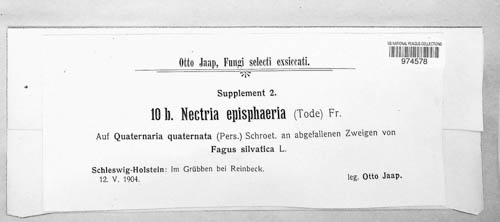 US NATIONAL FUNGUS COLLECTIONS
974578
Otto Jaap, Fungi selecti exsiccati.
Supplement 2.
10 h. Nectria episphaeria (Tode) Fr.
Auf Quaternaria quaternata (Pers.) Schroet. an abgefallenen Zweigen von
Fagus silvatica L.
Schleswig-Holstein: Im Grübben bei Reinbeck.
12. V. 1904. leg. Otto Jaap.